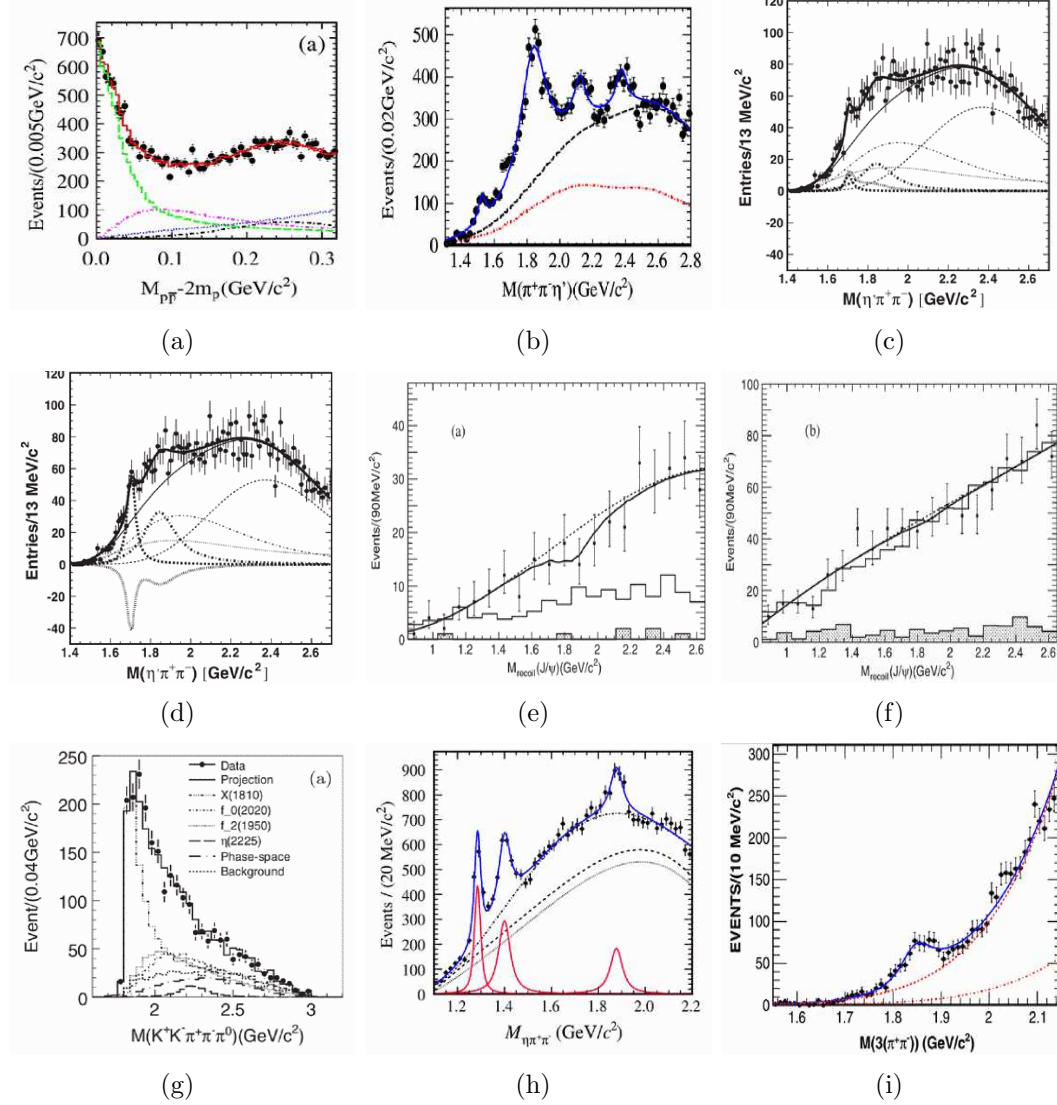 (a)
700
600
500
400
300
200
100
0
Events/(0.005GeV/c²)
0.0 0.1 0.2 0.3
M_pp̅-2m_p(GeV/c²)
(a)
500
400
300
200
100
0
Events/(0.02GeV/c²)
1.4 1.6 1.8 2.0 2.2 2.4 2.6 2.8
M(π⁺π⁻η')(GeV/c²)
(b)
100
80
60
40
20
0
-20
-40
Entries/13 MeV/c²
1.4 1.6 1.8 2 2.2 2.4 2.6
M(η'π⁺π⁻) [GeV/c²]
(c)
100
80
60
40
20
0
-20
-40
Entries/13 MeV/c²
1.4 1.6 1.8 2.0 2.2 2.4 2.6
M(η'π⁺π⁻) [GeV/c²]
(d)
(a)
40
30
20
10
0
Events/(90MeV/c²)
1 1.2 1.4 1.6 1.8 2 2.2 2.4 2.6
M_recoil(J/ψ)(GeV/c²)
(e)
(b)
100
80
60
40
20
0
Events/(90MeV/c²)
1 1.2 1.4 1.6 1.8 2 2.2 2.4 2.6
M_recoil(J/ψ)(GeV/c²)
(f)
(a)
Data
Projection
X(1810)
f_0(2020)
f_2(1950)
η(2225)
Phase-space
Background
250
200
150
100
50
0
Event/(0.04GeV/c²)
2 2.5 3
M(K⁺K⁻π⁺π⁻π⁰)(GeV/c²)
(g)
900
800
700
600
500
400
300
200
100
000
Events / (20 MeV/c²)
1.2 1.4 1.6 1.8 2.0 2.2
M_ηπ⁺π⁻ (GeV/c²)
(h)
300
250
200
150
100
50
0
EVENTS/(10 MeV/c²)
1.6 1.7 1.8 1.9 2 2.1
M(3(π⁺π⁻)) (GeV/c²)
(i)